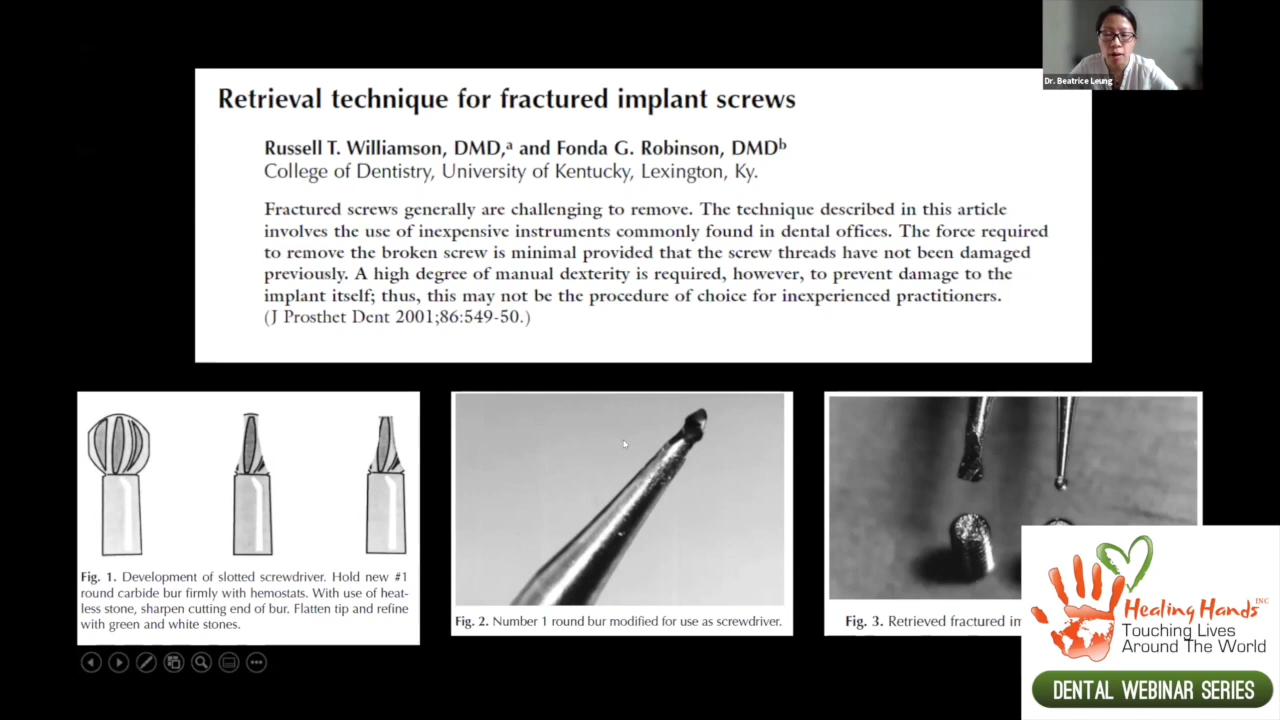 Dr. Beatrice Leung
Retrieval technique for fractured implant screws
Russell T. Williamson, DMD,a and Fonda G. Robinson, DMDb
College of Dentistry, University of Kentucky, Lexington, Ky.
Fractured screws generally are challenging to remove. The technique described in this article
involves the use of inexpensive instruments commonly found in dental offices. The force required
to remove the broken screw is minimal provided that the screw threads have not been damaged
previously. A high degree of manual dexterity is required, however, to prevent damage to the
implant itself; thus, this may not be the procedure of choice for inexperienced practitioners.
(J Prosthet Dent 2001;86:549-50.)
Fig. 1. Development of slotted screwdriver. Hold new #1
round carbide bur firmly with hemostats. With use of heat-
less stone, sharpen cutting end of bur. Flatten tip and refine
with green and white stones.
Fig. 2. Number 1 round bur modified for use as screwdriver.
Fig. 3. Retrieved fractured im
Healing Hands INC
Touching Lives
Around The World
DENTAL WEBINAR SERIES